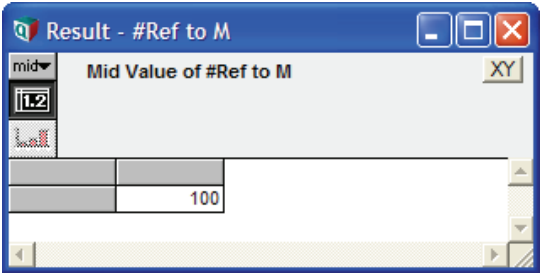 Result - #Ref to M
mid
Mid Value of #Ref to M
XY
1.2
100